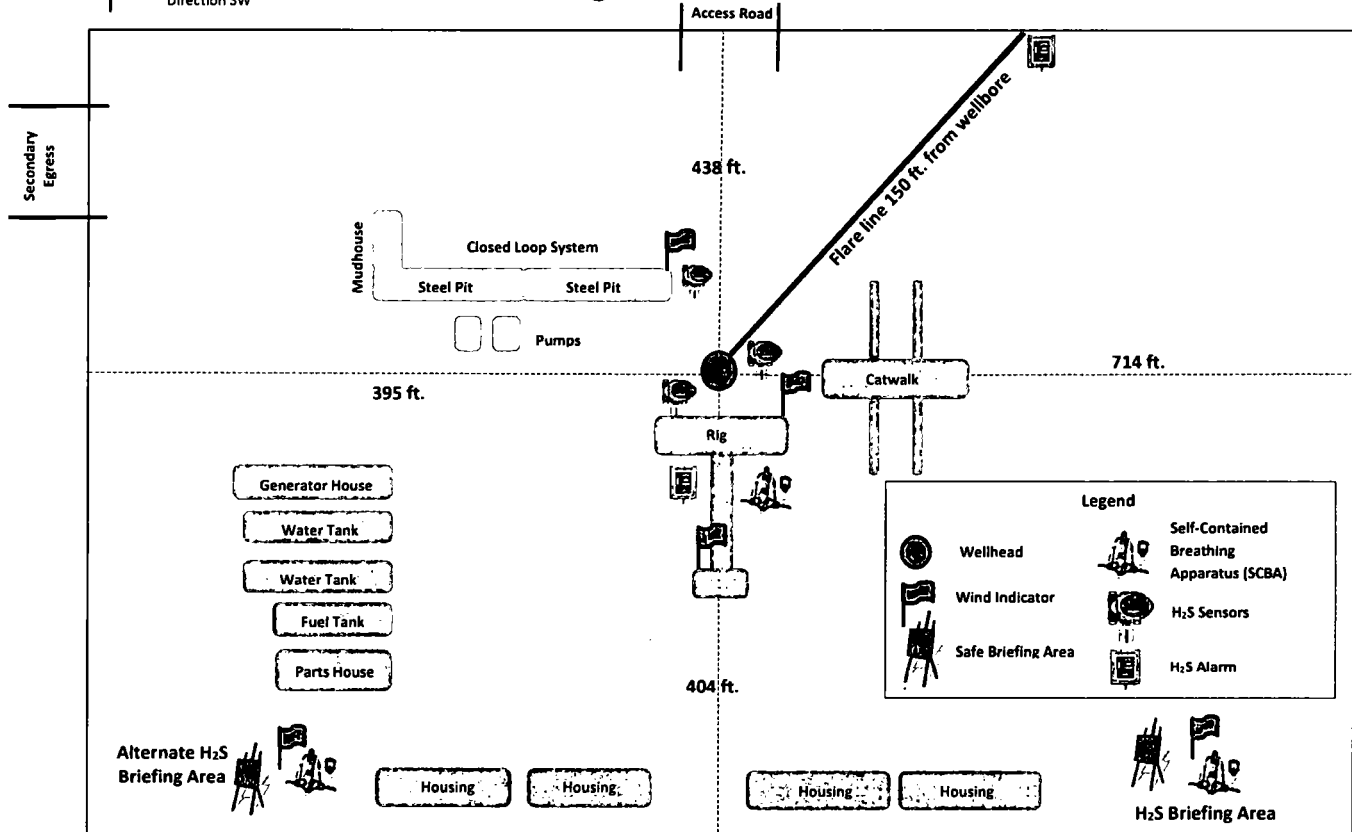 Direction SW
Access Road
Secondary
Egress
438 ft.
Flare line 150 ft. from wellbore
Mudhouse
Closed Loop System
Steel Pit
Steel Pit
Pumps
395 ft.
714 ft.
Catwalk
Rig
Generator House
Water Tank
Water Tank
Fuel Tank
Parts House
Legend
Wellhead
Wind Indicator
Safe Briefing Area
Self-Contained
Breathing
Apparatus (SCBA)
H₂S Sensors
H₂S Alarm
404 ft.
Alternate H₂S
Briefing Area
Housing
Housing
Housing
Housing
H₂S Briefing Area